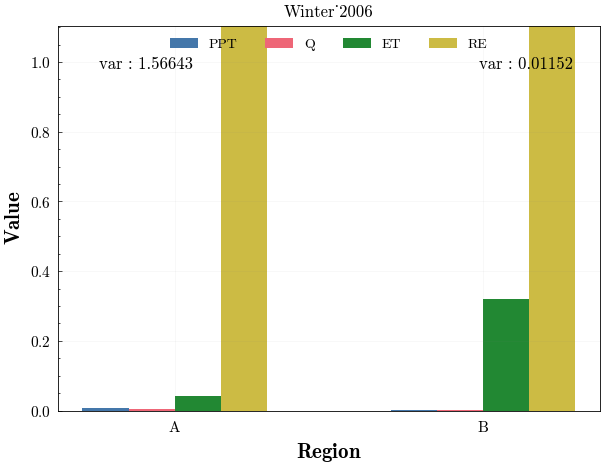 Winter˙2006
PPT Q ET RE
var : 1.56643 var : 0.01152
1.0
0.8
0.6
0.4
0.2
0.0
Value
A B
Region